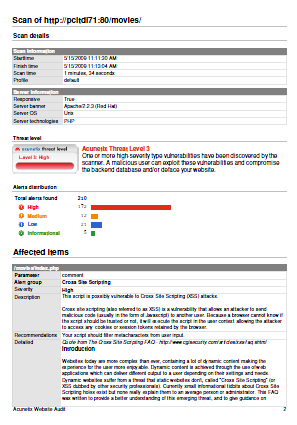 Scan of http://pcitdl71:80/movies/
Scan details
Scan information
Starttime 5/15/2009 11:11:30 AM
Finish time 5/15/2009 11:13:04 AM
Scan time 1 minutes, 34 seconds
Profile default
Server information
Responsive True
Server banner Apache/2.2.3 (Red Hat)
Server OS Unix
Server technologies PHP
Threat level
acunetix threat level
Level 3: High
Acunetix Threat Level 3
One or more high severity type vulnerabilities have been discovered by the
scanner. A malicious user can exploit these vulnerabilities and compromise
the backend database and/or deface your website.
Alerts distribution
Total alerts found 210
High 172
Medium
Low
Informational
Affected items
/movies/index.php
Parameter comment
Alert group Cross Site Scripting
Severity High
Description This script is possibly vulnerable to Cross Site Scripting (XSS) attacks.
Cross site scripting (also referred to as XSS) is a vulnerability that allows an attacker to send
malicious code (usually in the form of Javascript) to another user. Because a browser cannot know if
the script should be trusted or not, it will execute the script in the user context allowing the attacker
to access any cookies or session tokens retained by the browser.
Recommendations Your script should filter metacharacters from user input.
Detailed Quote from The Cross Site Scripting FAQ - http://www.cgisecurity.com/articles/xss-faq.shtml
Introduction
Websites today are more complex than ever, containing a lot of dynamic content making the
experience for the user more enjoyable. Dynamic content is achieved through the use of web
applications which can deliver different output to a user depending on their settings and needs.
Dynamic websites suffer from a threat that static websites don't, called "Cross Site Scripting" (or
XSS dubbed by other security professionals). Currently small informational tidbits about Cross Site
Scripting holes exist but none really explain them to an average person or administrator. This FAQ
was written to provide a better understanding of the emerging threat, and to give guidance on
Acunetix Website Audit 2